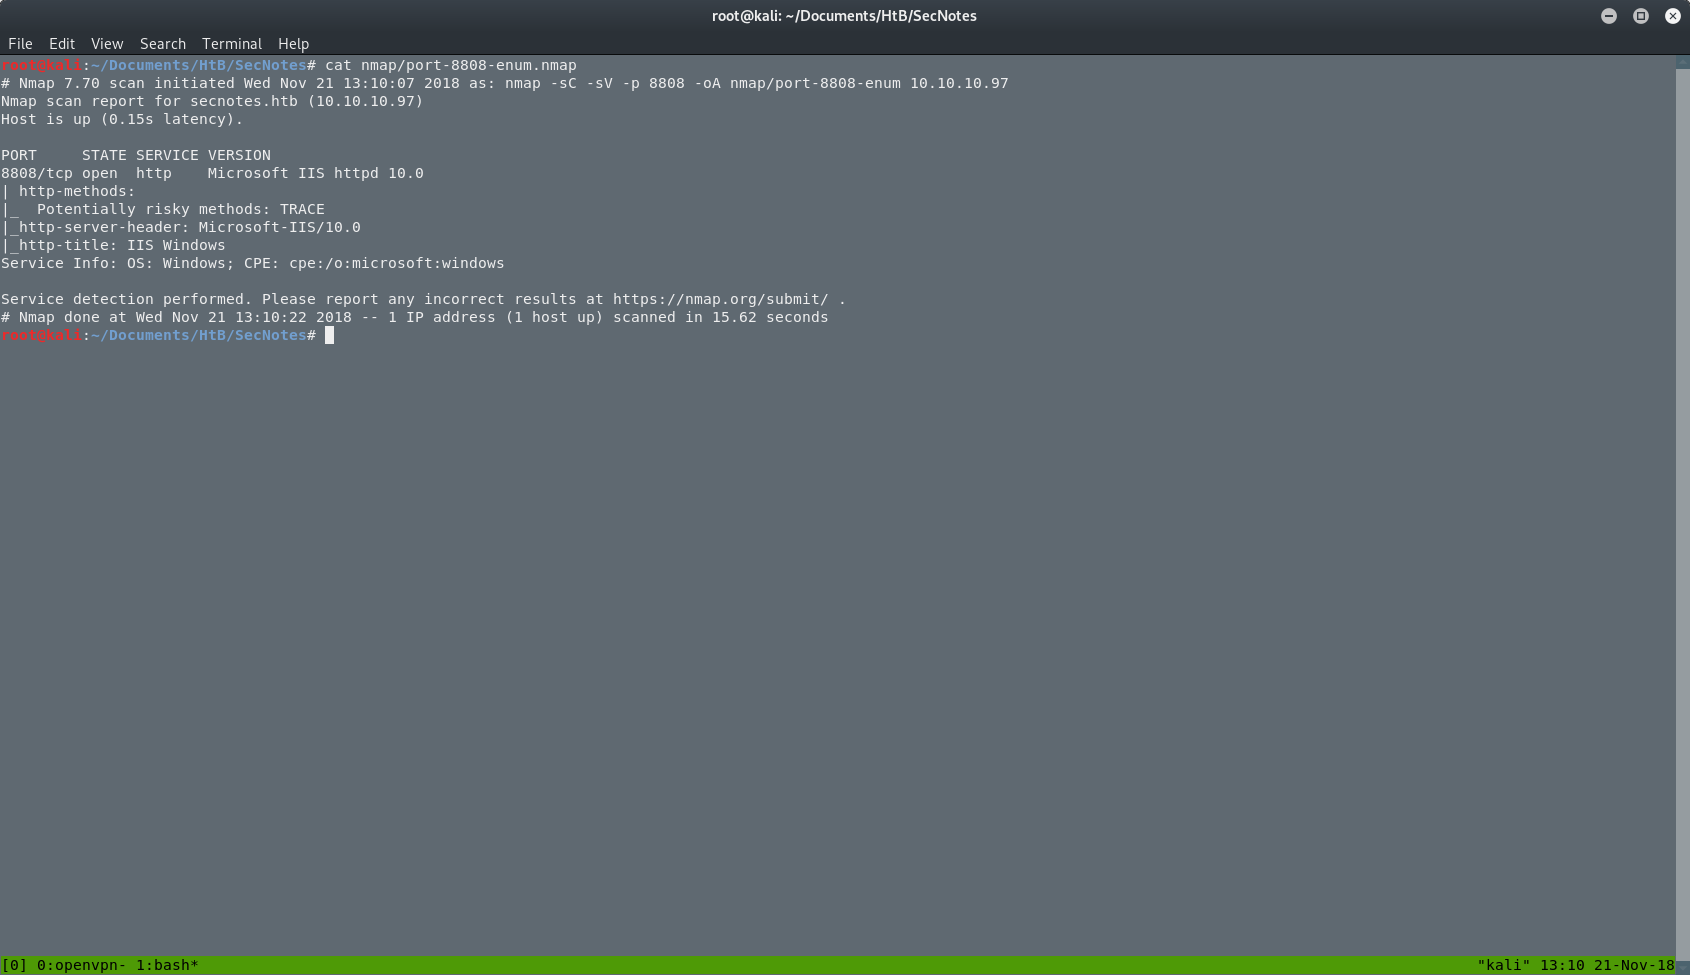 root@kali: ~/Documents/HtB/SecNotes
File Edit View Search Terminal Help
root@kali:~/Documents/HtB/SecNotes# cat nmap/port-8808-enum.nmap
# Nmap 7.70 scan initiated Wed Nov 21 13:10:07 2018 as: nmap -sC -sV -p 8808 -oA nmap/port-8808-enum 10.10.10.97
Nmap scan report for secnotes.htb (10.10.10.97)
Host is up (0.15s latency).
PORT     STATE SERVICE VERSION
8808/tcp open  http    Microsoft IIS httpd 10.0
| http-methods:
|_  Potentially risky methods: TRACE
|_http-server-header: Microsoft-IIS/10.0
|_http-title: IIS Windows
Service Info: OS: Windows; CPE: cpe:/o:microsoft:windows
Service detection performed. Please report any incorrect results at https://nmap.org/submit/ .
# Nmap done at Wed Nov 21 13:10:22 2018 -- 1 IP address (1 host up) scanned in 15.62 seconds
root@kali:~/Documents/HtB/SecNotes#
[0] 0:openvpn- 1:bash* "kali" 13:10 21-Nov-18